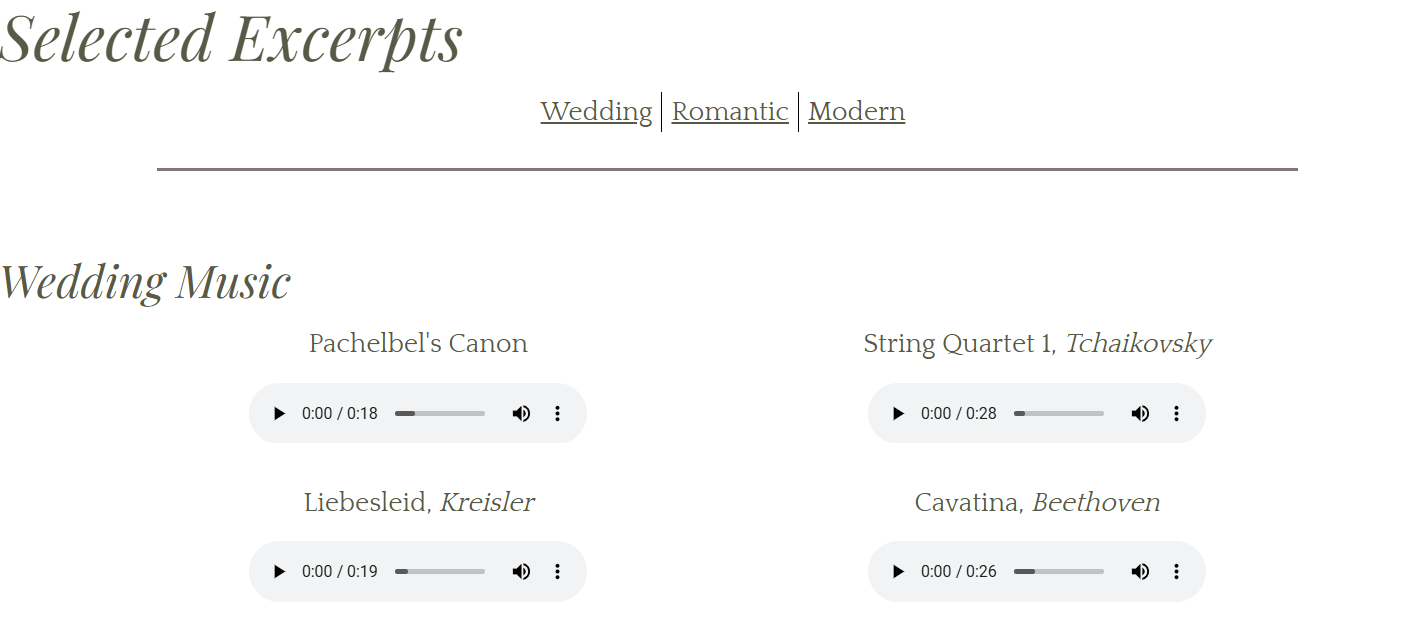 Selected Excerpts
Wedding Romantic Modern
Wedding Music
Pachelbel's Canon
String Quartet 1, Tchaikovsky
0:00 / 0:18
0:00 / 0:28
Liebesleid, Kreisler
Cavatina, Beethoven
0:00 / 0:19
0:00 / 0:26